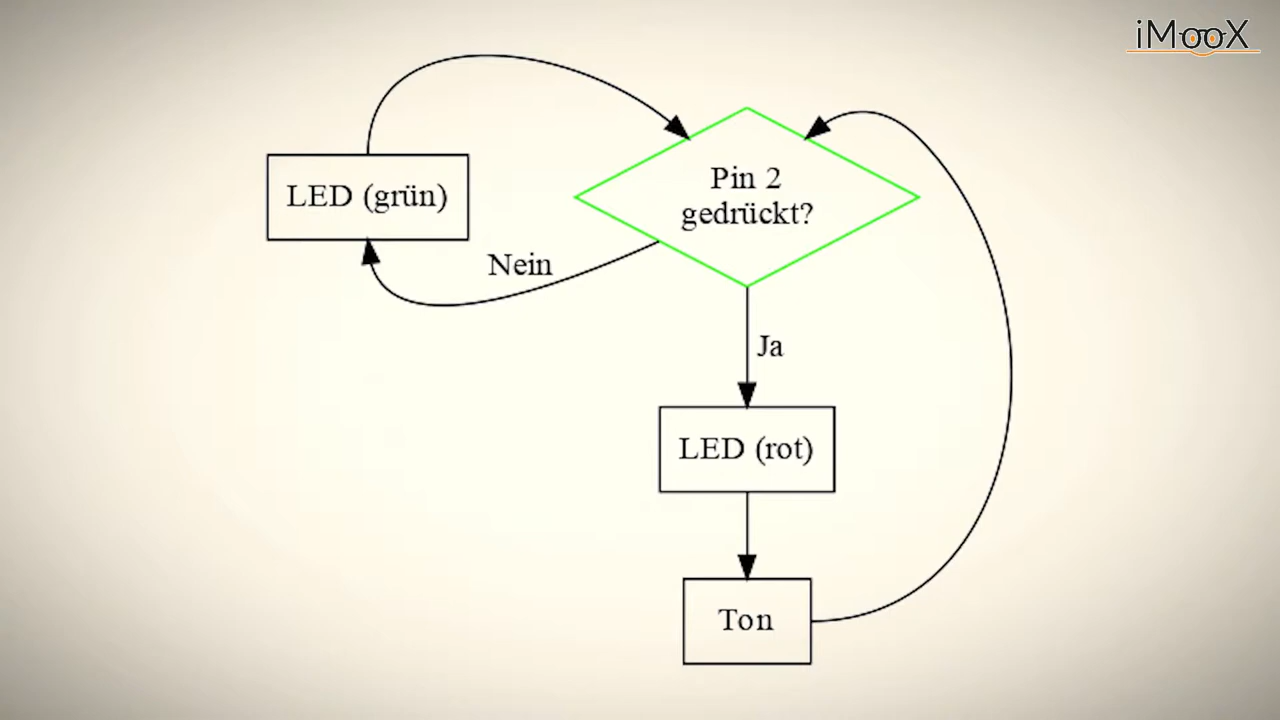 iMooX
Pin 2
gedrückt?
LED (grün)
Nein
Ja
LED (rot)
Ton